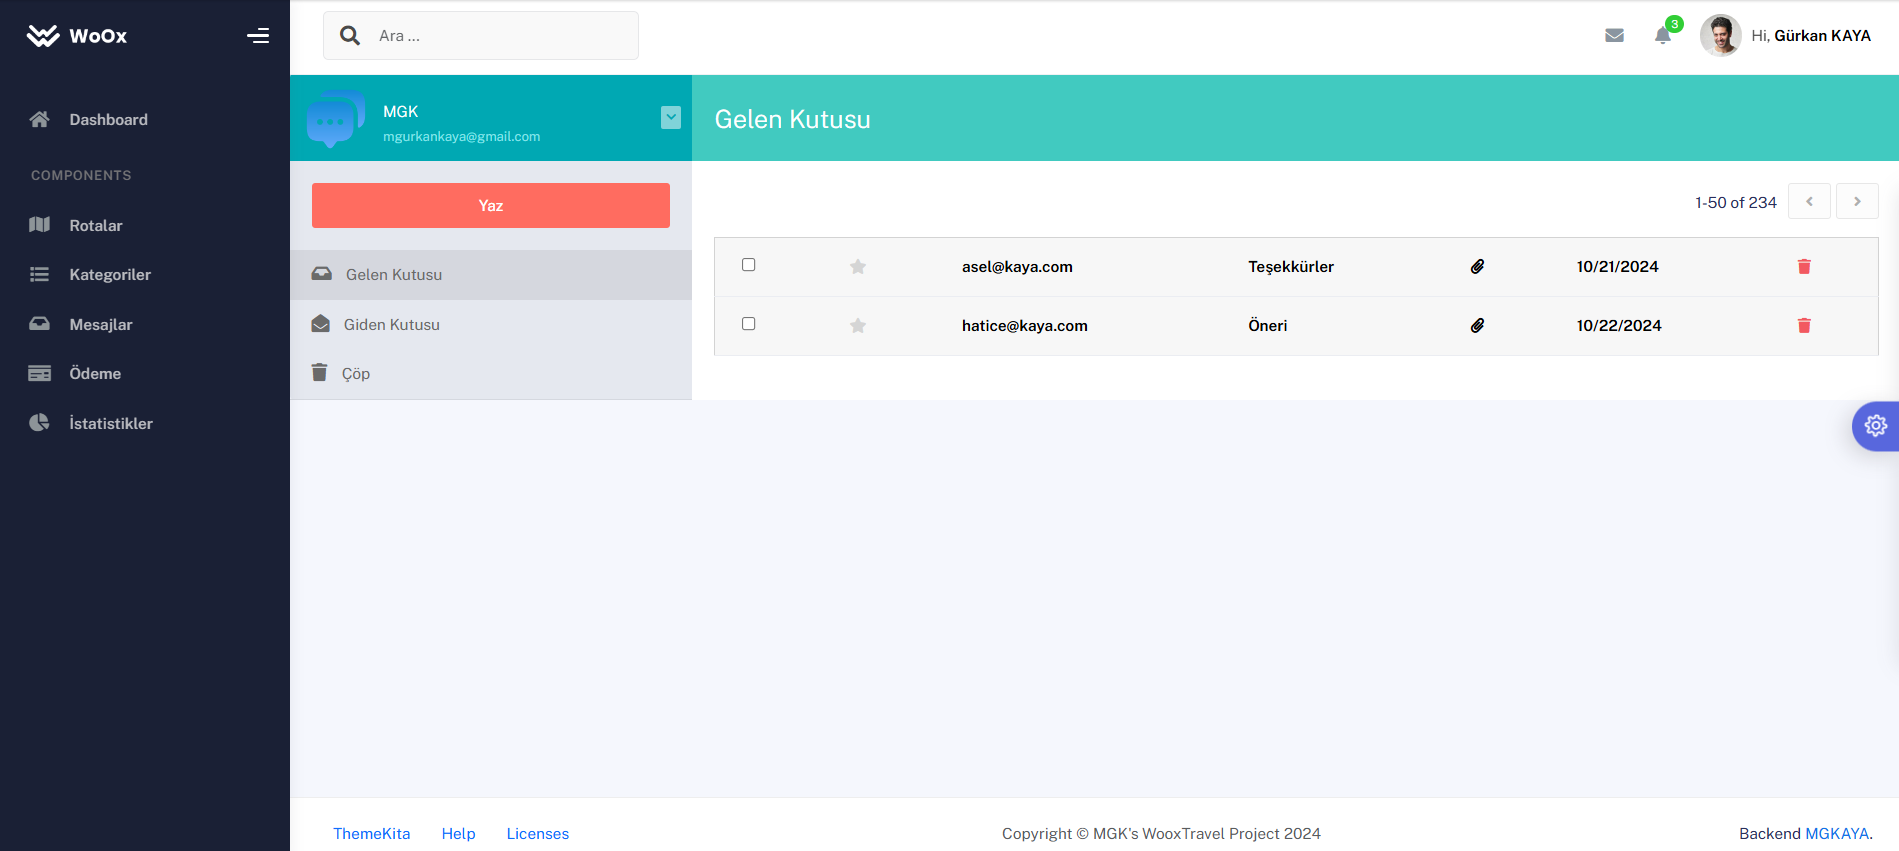 WoOx
Dashboard
COMPONENTS
Rotalar
Kategoriler
Mesajlar
Ödeme
İstatistikler
Ara ...
3
Hi, Gürkan KAYA
MGK
mgurkankaya@gmail.com
Yaz
Gelen Kutusu
Giden Kutusu
Çöp
Gelen Kutusu
1-50 of 234
asel@kaya.com Teşekkürler 10/21/2024
hatice@kaya.com Öneri 10/22/2024
ThemeKita Help Licenses
Copyright © MGK's WooxTravel Project 2024
Backend MGKAYA.